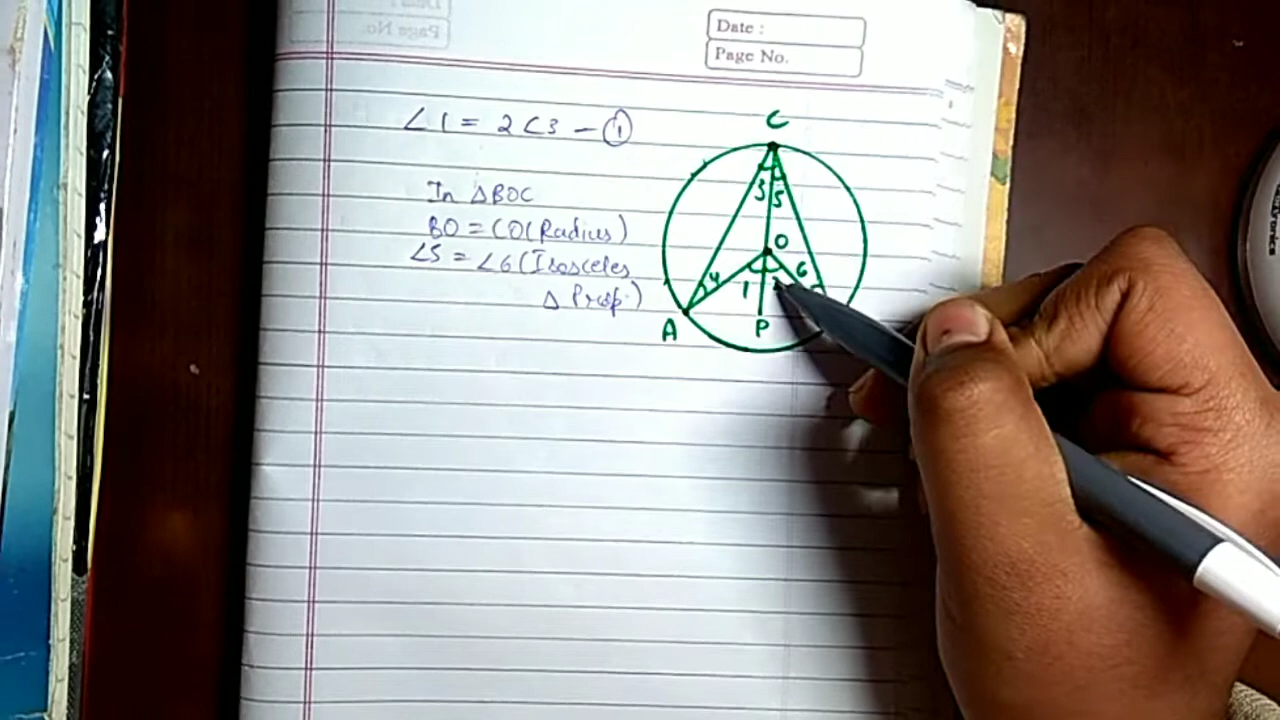 Date :
Page No.
∠1 = 2∠3 – ①
In △BOC
BO = CO (Radius)
∠5 = ∠6 (Isosceles
△ Prop.)
C
3 5
O
4 6
1 2
A P